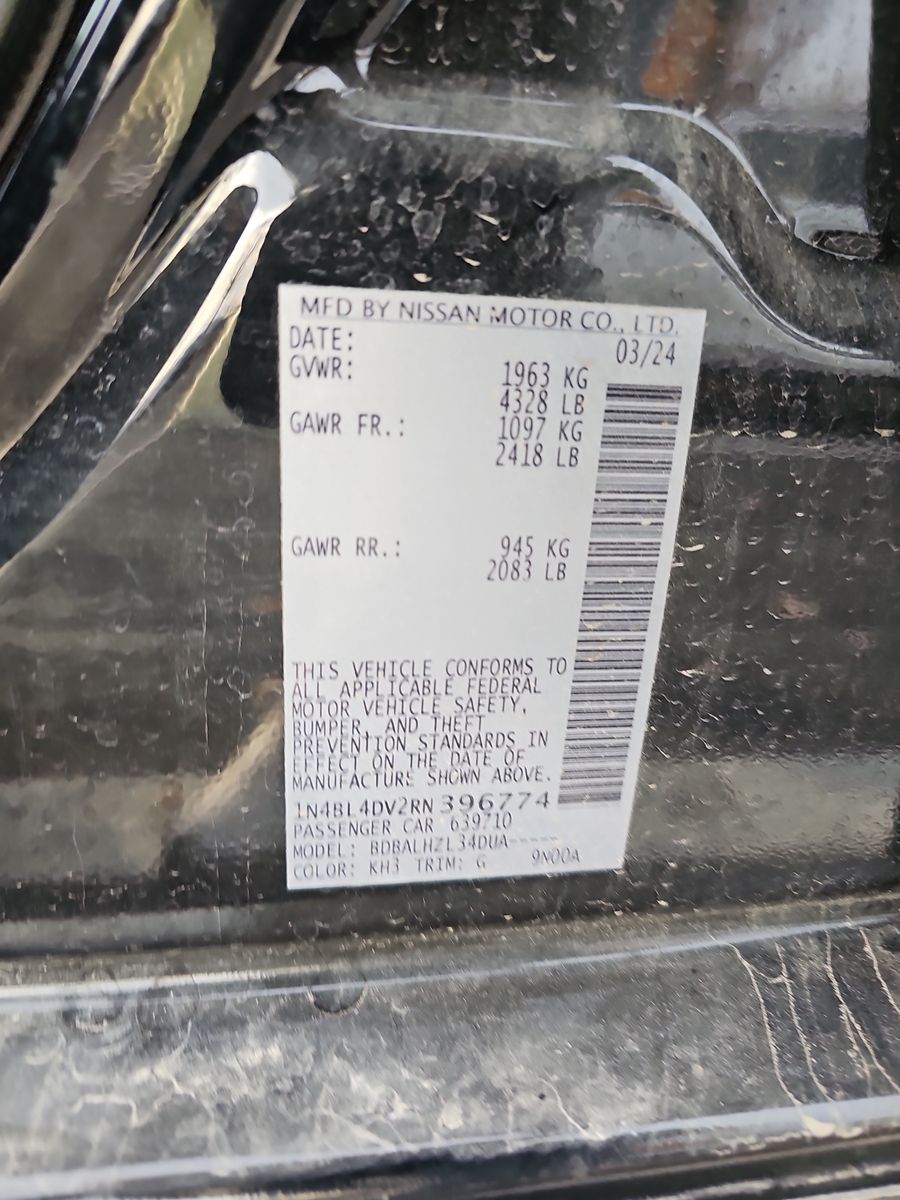 MFD BY NISSAN MOTOR CO., LTD.
DATE: 03/24
GVWR: 1963 KG
4328 LB
GAWR FR.: 1097 KG
2418 LB
GAWR RR.: 945 KG
2083 LB
THIS VEHICLE CONFORMS TO
ALL APPLICABLE FEDERAL
MOTOR VEHICLE SAFETY,
BUMPER, AND THEFT
PREVENTION STANDARDS IN
EFFECT ON THE DATE OF
MANUFACTURE SHOWN ABOVE.
1N4BL4DV2RN396774
PASSENGER CAR 639710
MODEL: BDBALHZL34DUA-----
COLOR: KH3 TRIM: G 9N00A